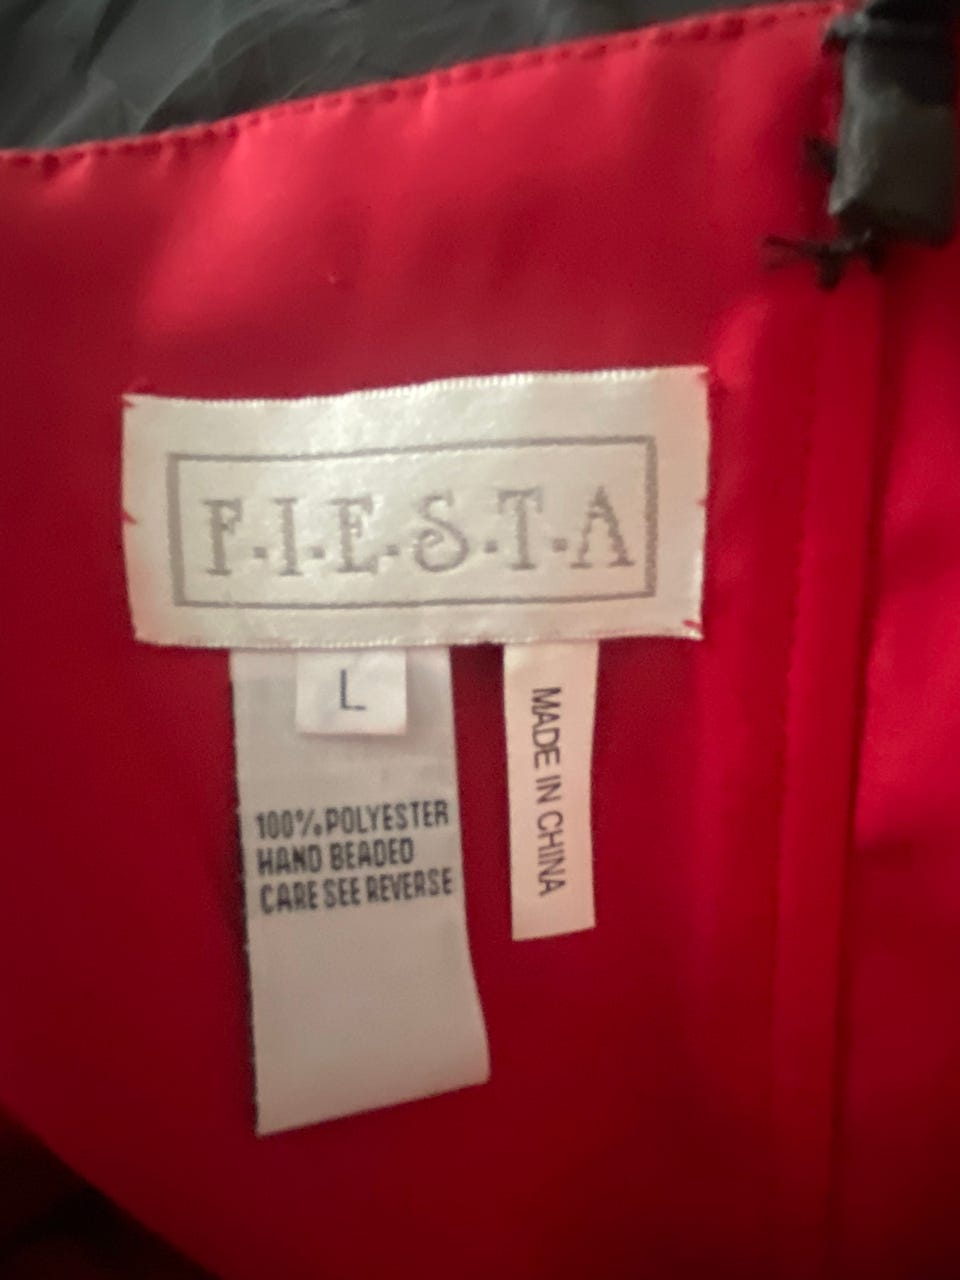 F.I.E.S.T.A
L
100% POLYESTER
HAND BEADED
CARE SEE REVERSE
MADE IN CHINA